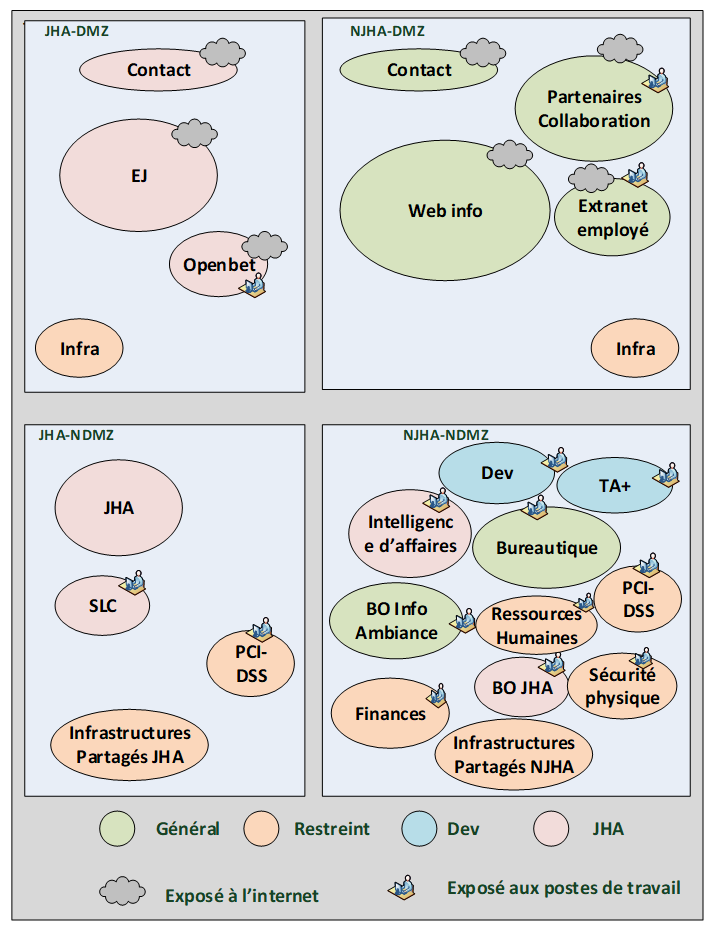 JHA-DMZ
Contact
EJ
Openbet
Infra
NJHA-DMZ
Contact
Partenaires
Collaboration
Web info
Extranet
employé
Infra
JHA-NDMZ
JHA
SLC
PCI-
DSS
Infrastructures
Partagés JHA
NJHA-NDMZ
Dev
TA+
Intelligenc
e d’affaires
Bureautique
PCI-
DSS
BO Info
Ambiance
Ressources
Humaines
BO JHA
Sécurité
physique
Finances
Infrastructures
Partagés NJHA
Général
Restreint
Dev
JHA
Exposé à l’internet
Exposé aux postes de travail